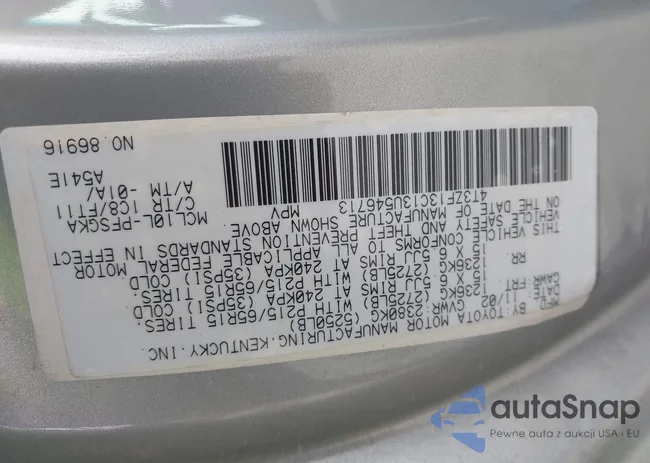 MFD BY:TOYOTA MOTOR MANUFACTURING.KENTUCKY.INC.
DATE:11/02 GVWR:2380KG (5250LB)
GAWR:FRT 1236KG (2725LB) WITH P215/65R15 TIRES.
15 X 6.5JJ RIMS AT 240KPA (35PSI) COLD
RR 1236KG (2725LB) WITH P215/65R15 TIRES.
15 X 6.5JJ RIMS AT 240KPA (35PSI) COLD
THIS VEHICLE CONFORMS TO APPLICABLE FEDERAL MOTOR
VEHICLE SAFETY AND THEFT PREVENTION STANDARDS IN EFFECT
ON THE DATE OF MANUFACTURE SHOWN ABOVE
4T3ZF13C13U546713 MPV
MCL10L-PFSGKA
C/TR 1C8/FT11
A/TM -01A/ A541E
NO. 86916
autaSnap
Pewne auta z aukcji USA i EU